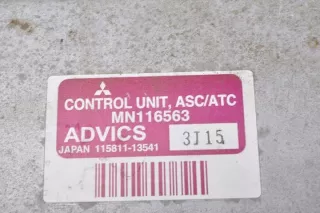 CONTROL UNIT, ASC/ATC
MN116563
ADVICS 3J15
JAPAN 115811-13541